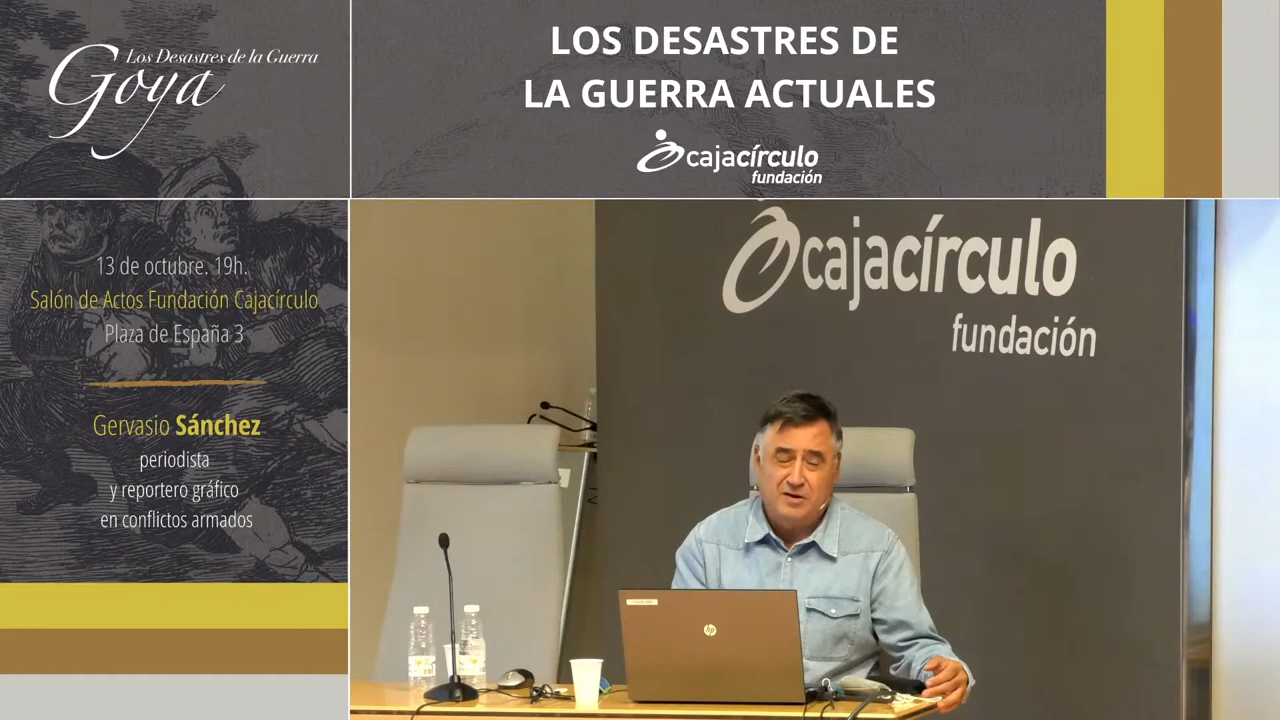 Los Desastres de la Guerra
Goya
LOS DESASTRES DE
LA GUERRA ACTUALES
cajacírculo
fundación
13 de octubre. 19h.
Salón de Actos Fundación Cajacírculo
Plaza de España 3
Gervasio Sánchez
periodista
y reportero gráfico
en conflictos armados
cajacírculo
fundación
hp